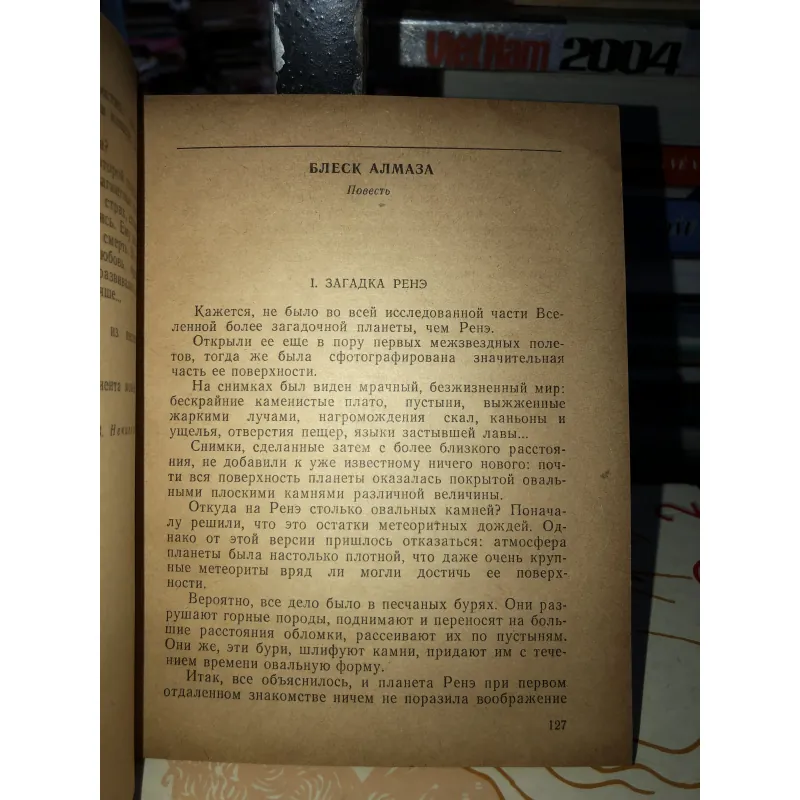 VIỆT NAM 2004
БЛЕСК АЛМАЗА
Повесть
1. ЗАГАДКА РЕНЭ
Кажется, не было во всей исследованной части Все-
ленной более загадочной планеты, чем Ренэ.
Открыли ее еще в пору первых межзвездных поле-
тов, тогда же была сфотографирована значительная
часть ее поверхности.
На снимках был виден мрачный, безжизненный мир:
бескрайние каменистые плато, пустыни, выжженные
жаркими лучами, нагромождения скал, каньоны и
ущелья, отверстия пещер, языки застывшей лавы...
Снимки, сделанные затем с более близкого расстоя-
ния, не добавили к уже известному ничего нового: поч-
ти вся поверхность планеты оказалась покрытой оваль-
ными плоскими камнями различной величины.
Откуда на Ренэ столько овальных камней? Понача-
лу решили, что это остатки метеоритных дождей. Од-
нако от этой версии пришлось отказаться: атмосфера
планеты была настолько плотной, что даже очень круп-
ные метеориты вряд ли могли достичь ее поверх-
ности.
Вероятно, все дело было в песчаных бурях. Они раз-
рушают горные породы, поднимают и переносят на боль-
шие расстояния обломки, рассеивают их по пустыням.
Они же, эти бури, шлифуют камни, придают им с тече-
нием времени овальную форму.
Итак, все объяснилось, и планета Ренэ при первом
отдаленном знакомстве ничем не поразила воображение
127